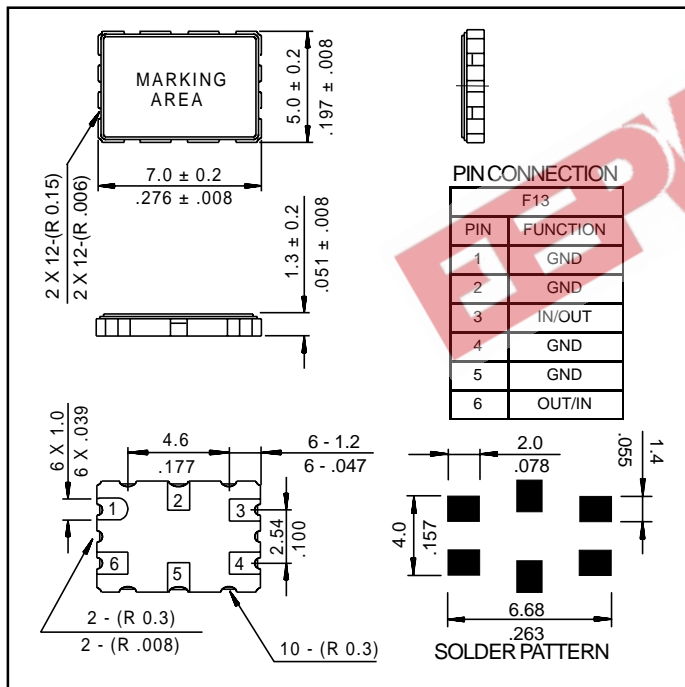 MARKING
AREA
5.0 ± 0.2
.197 ± .008
7.0 ± 0.2
.276 ± .008
2 X 12-(R 0.15)
2 X 12-(R .006)
1.3 ± 0.2
.051 ± .008
PIN CONNECTION
F13
PIN FUNCTION
1 GND
2 GND
3 IN/OUT
4 GND
5 GND
6 OUT/IN
6 X 1.0
6 X .039
4.6
.177
6 - 1.2
6 - .047
1 2 3
6 5 4
2.54
.100
2 - (R 0.3)
2 - (R .008)
10 - (R 0.3)
2.0
.078
1.4
.055
4.0
.157
6.68
.263
SOLDER PATTERN